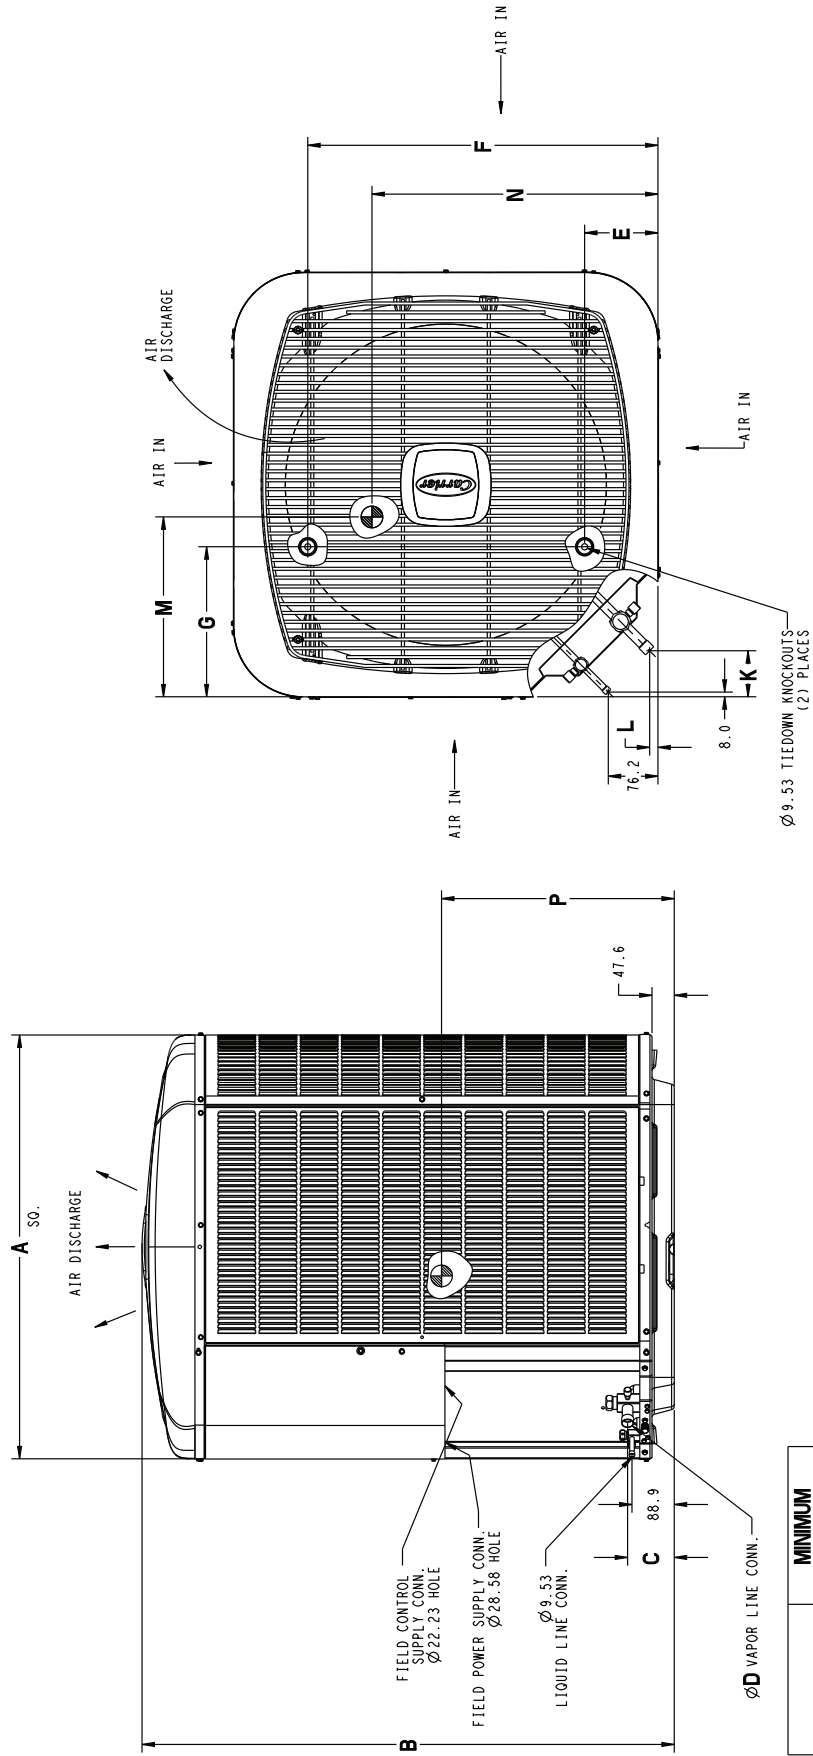 AIR IN
F
N
E
AIR
DISCHARGE
AIR IN
AIR IN
Carrier
M
G
K
L
8.0
76.2
AIR IN
Ø9.53 TIEDOWN KNOCKOUTS
(2) PLACES
A
SQ.
AIR DISCHARGE
P
47.6
B
FIELD CONTROL
SUPPLY CONN.
Ø22.23 HOLE
FIELD POWER SUPPLY CONN.
Ø28.58 HOLE
Ø9.53
LIQUID LINE CONN.
C
88.9
ØD VAPOR LINE CONN.
MINIMUM